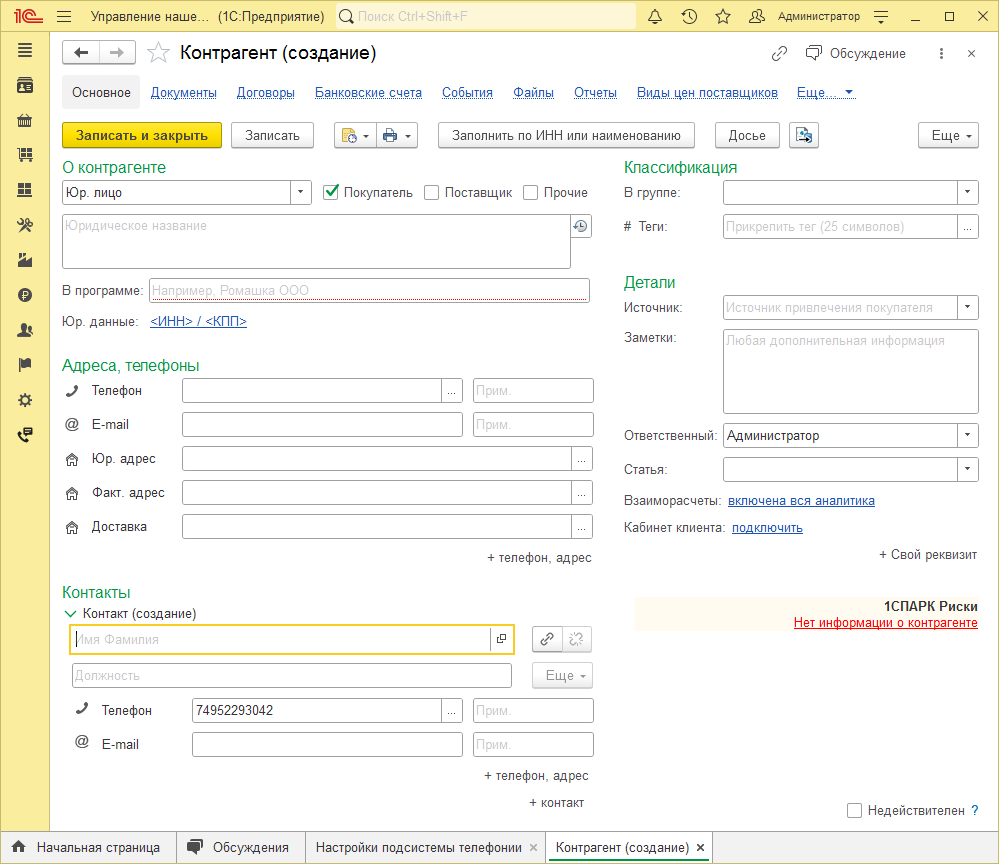 1С Управление наше... (1С:Предприятие) Поиск Ctrl+Shift+F Администратор
Контрагент (создание) Обсуждение
Основное Документы Договоры Банковские счета События Файлы Отчеты Виды цен поставщиков Еще...
Записать и закрыть Записать Заполнить по ИНН или наименованию Досье Еще
О контрагенте
Юр. лицо Покупатель Поставщик Прочие
Юридическое название
В программе: Например, Ромашка ООО
Юр. данные: <ИНН> / <КПП>
Адреса, телефоны
Телефон ... Прим.
@ E-mail Прим.
Юр. адрес ...
Факт. адрес ...
Доставка ...
+ телефон, адрес
Контакты
Контакт (создание)
Имя Фамилия
Должность Еще
Телефон 74952293042 ... Прим.
@ E-mail Прим.
+ телефон, адрес
+ контакт
Классификация
В группе:
# Теги: Прикрепить тег (25 символов) ...
Детали
Источник: Источник привлечения покупателя
Заметки: Любая дополнительная информация
Ответственный: Администратор
Статья:
Взаиморасчеты: включена вся аналитика
Кабинет клиента: подключить
+ Свой реквизит
1СПАРК Риски
Нет информации о контрагенте
Недействителен ?
Начальная страница Обсуждения Настройки подсистемы телефонии × Контрагент (создание) ×